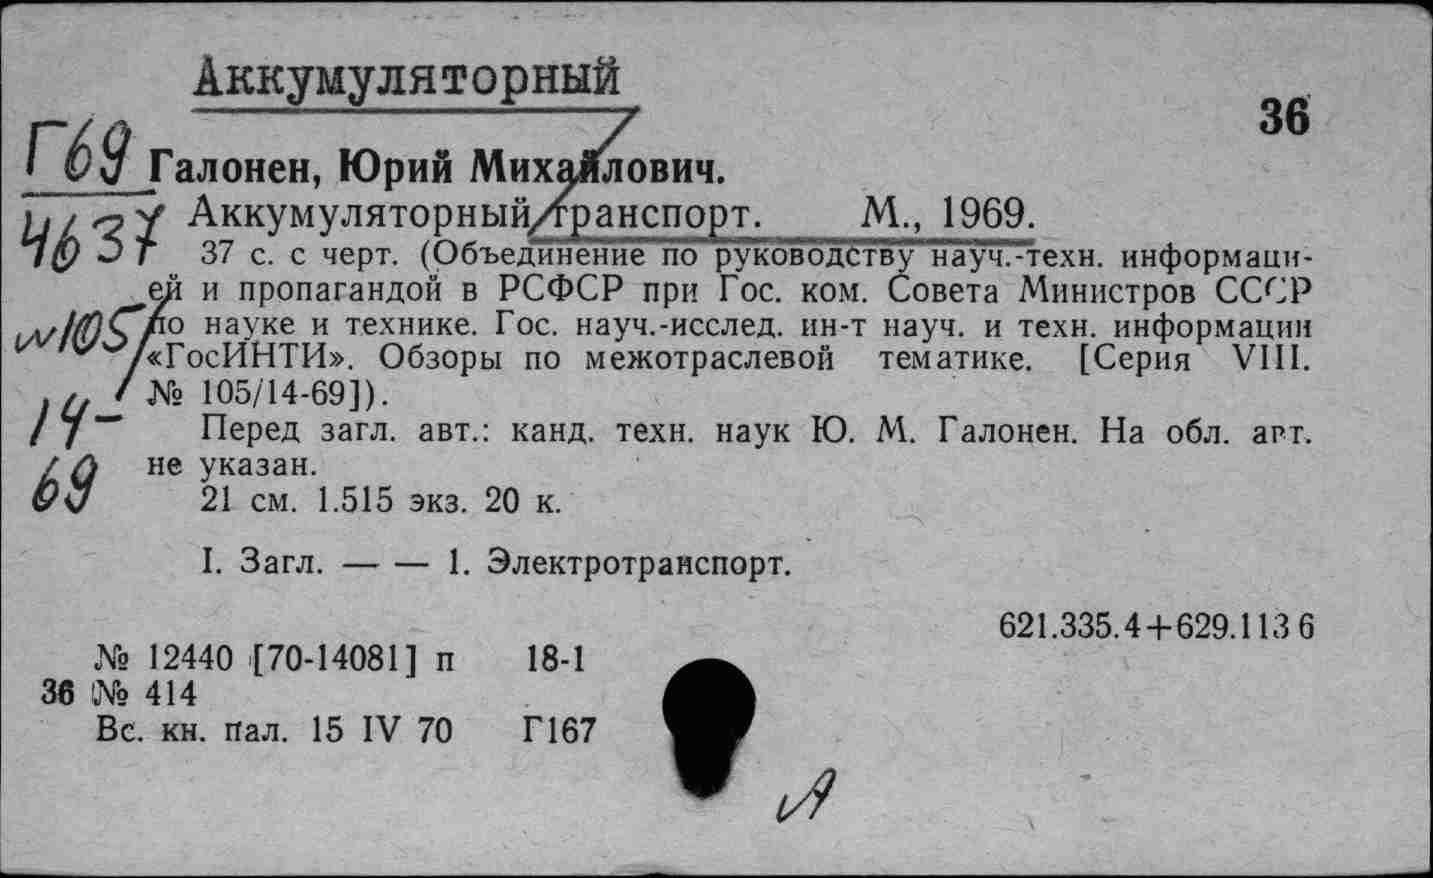 Аккумуляторный
36
Г69
4637
Галонен, Юрий Михайлович.
Аккумуляторный транспорт. М., 1969.
37 с. с черт. (Объединение по руководству науч.-техн. информаци-
ей и пропагандой в РСФСР при Гос. ком. Совета Министров СССР
по науке и технике. Гос. науч.-исслед. ин-т науч. и техн. информации
«ГосИНТИ». Обзоры по межотраслевой тематике. [Серия VIII.
№ 105/14-69]).
№105/
14-
69
Перед загл. авт.: канд. техн. наук Ю. М. Галонен. На обл. авт.
не указан.
21 см. 1.515 экз. 20 к.
I. Загл. — — 1. Электротранспорт.
621.335.4+629.113 6
№ 12440 [70-14081] п 18-1
36 № 414
Вс. кн. пал. 15 IV 70 Г167
А